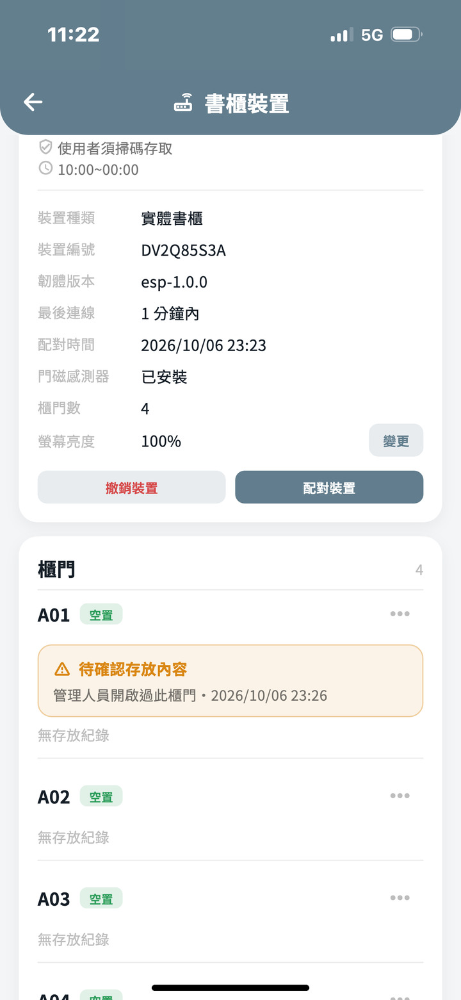 11:22
5G
書櫃裝置
使用者須掃碼存取
10:00~00:00
裝置種類 實體書櫃
裝置編號 DV2Q85S3A
韌體版本 esp-1.0.0
最後連線 1 分鐘內
配對時間 2026/10/06 23:23
門磁感測器 已安裝
櫃門數 4
螢幕亮度 100% 變更
撤銷裝置 配對裝置
櫃門 4
A01 空置
待確認存放內容
管理人員開啟過此櫃門・2026/10/06 23:26
無存放紀錄
A02 空置
無存放紀錄
A03 空置
無存放紀錄
A04 空置